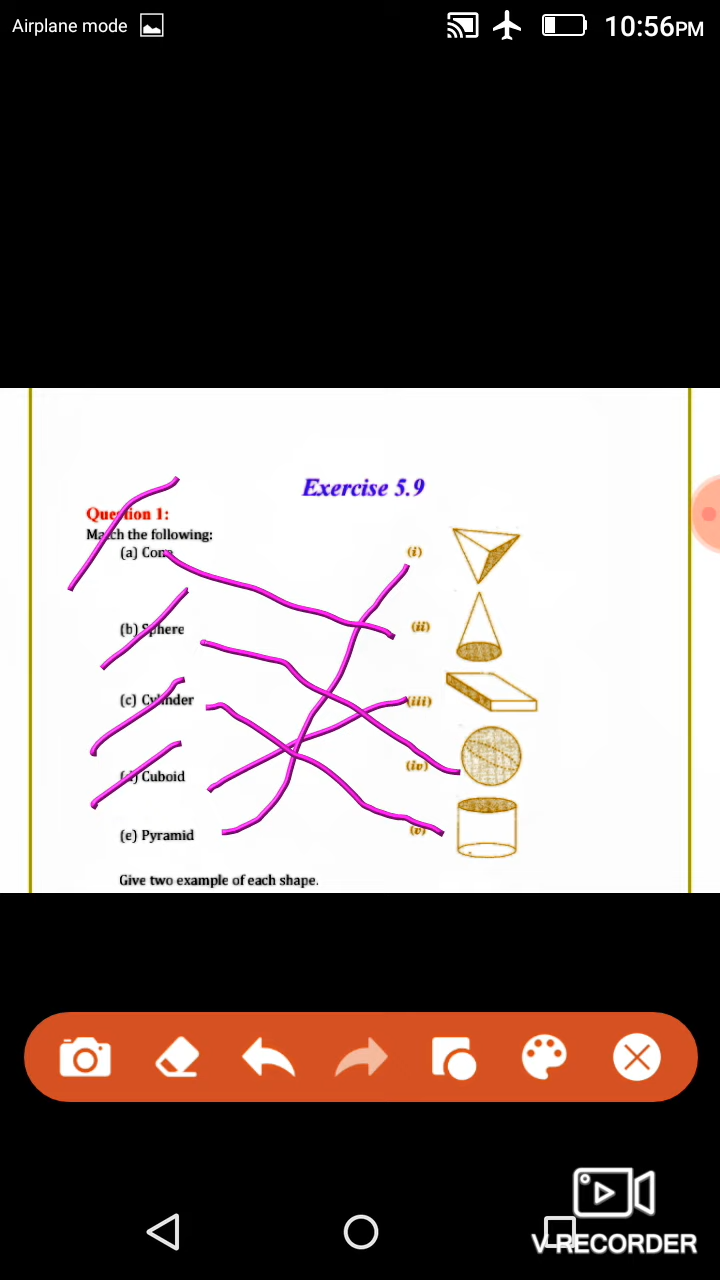 Airplane mode 10:56PM
Exercise 5.9
Question 1:
Match the following:
(a) Cone (i)
(b) Sphere (ii)
(c) Cylinder (iii)
(d) Cuboid (iv)
(e) Pyramid (v)
Give two example of each shape.
V RECORDER